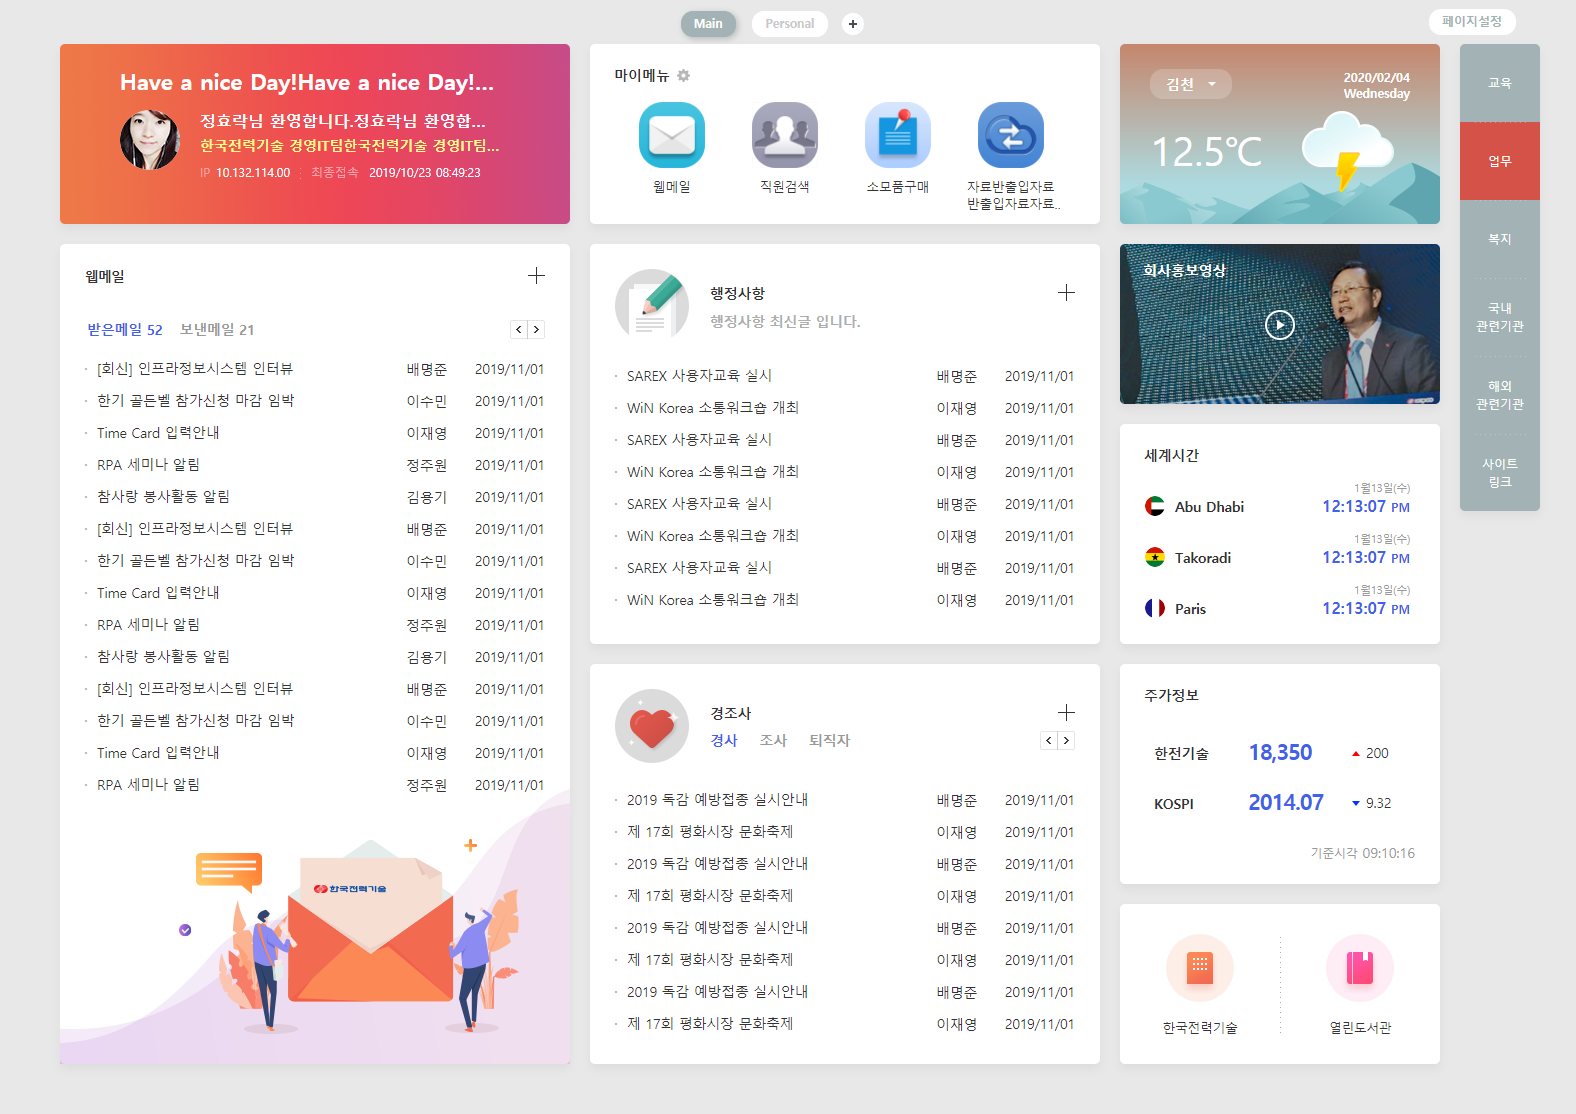 Main
Personal
페이지설정
Have a nice Day!Have a nice Day!...
정효락님 환영합니다.정효락님 환영합...
한국전력기술 경영IT팀한국전력기술 경영IT팀...
IP 10.132.114.00 최종접속 2019/10/23 08:49:23
마이메뉴
웹메일
직원검색
소모품구매
자료반출입자료
반출입자료자료..
김천
2020/02/04
Wednesday
12.5℃
교육
업무
복지
국내
관련기관
해외
관련기관
사이트
링크
웹메일
받은메일 52 보낸메일 21
[회신] 인프라정보시스템 인터뷰 배명준 2019/11/01
한기 골든벨 참가신청 마감 임박 이수민 2019/11/01
Time Card 입력안내 이재영 2019/11/01
RPA 세미나 알림 정주원 2019/11/01
참사랑 봉사활동 알림 김용기 2019/11/01
[회신] 인프라정보시스템 인터뷰 배명준 2019/11/01
한기 골든벨 참가신청 마감 임박 이수민 2019/11/01
Time Card 입력안내 이재영 2019/11/01
RPA 세미나 알림 정주원 2019/11/01
참사랑 봉사활동 알림 김용기 2019/11/01
[회신] 인프라정보시스템 인터뷰 배명준 2019/11/01
한기 골든벨 참가신청 마감 임박 이수민 2019/11/01
Time Card 입력안내 이재영 2019/11/01
RPA 세미나 알림 정주원 2019/11/01
한국전력기술
행정사항
행정사항 최신글 입니다.
SAREX 사용자교육 실시 배명준 2019/11/01
WiN Korea 소통워크숍 개최 이재영 2019/11/01
SAREX 사용자교육 실시 배명준 2019/11/01
WiN Korea 소통워크숍 개최 이재영 2019/11/01
SAREX 사용자교육 실시 배명준 2019/11/01
WiN Korea 소통워크숍 개최 이재영 2019/11/01
SAREX 사용자교육 실시 배명준 2019/11/01
WiN Korea 소통워크숍 개최 이재영 2019/11/01
경조사
경사 조사 퇴직자
2019 독감 예방접종 실시안내 배명준 2019/11/01
제 17회 평화시장 문화축제 이재영 2019/11/01
2019 독감 예방접종 실시안내 배명준 2019/11/01
제 17회 평화시장 문화축제 이재영 2019/11/01
2019 독감 예방접종 실시안내 배명준 2019/11/01
제 17회 평화시장 문화축제 이재영 2019/11/01
2019 독감 예방접종 실시안내 배명준 2019/11/01
제 17회 평화시장 문화축제 이재영 2019/11/01
회사홍보영상
세계시간
1월13일(수)
Abu Dhabi 12:13:07 PM
1월13일(수)
Takoradi 12:13:07 PM
1월13일(수)
Paris 12:13:07 PM
주가정보
한전기술 18,350 200
KOSPI 2014.07 9.32
기준시각 09:10:16
한국전력기술
열린도서관